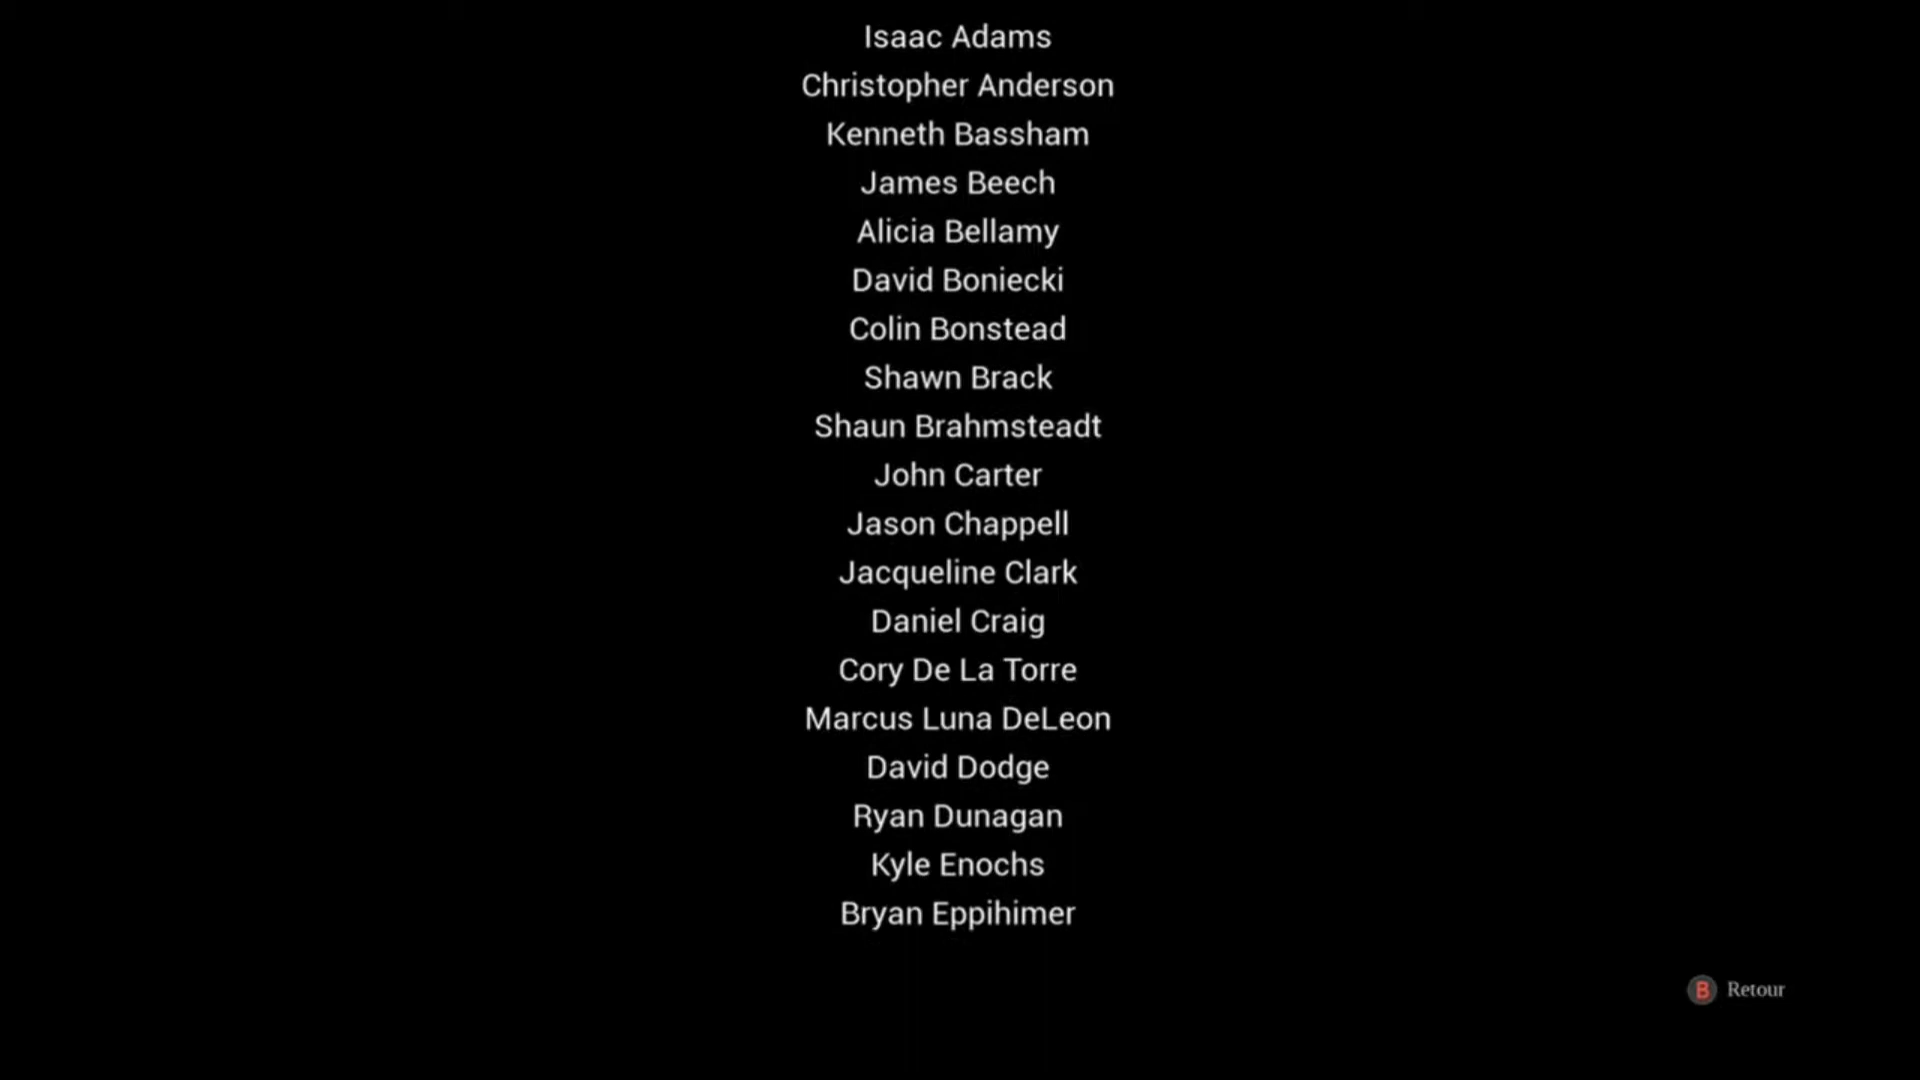 Isaac Adams
Christopher Anderson
Kenneth Bassham
James Beech
Alicia Bellamy
David Boniecki
Colin Bonstead
Shawn Brack
Shaun Brahmsteadt
John Carter
Jason Chappell
Jacqueline Clark
Daniel Craig
Cory De La Torre
Marcus Luna DeLeon
David Dodge
Ryan Dunagan
Kyle Enochs
Bryan Eppihimer
B Retour